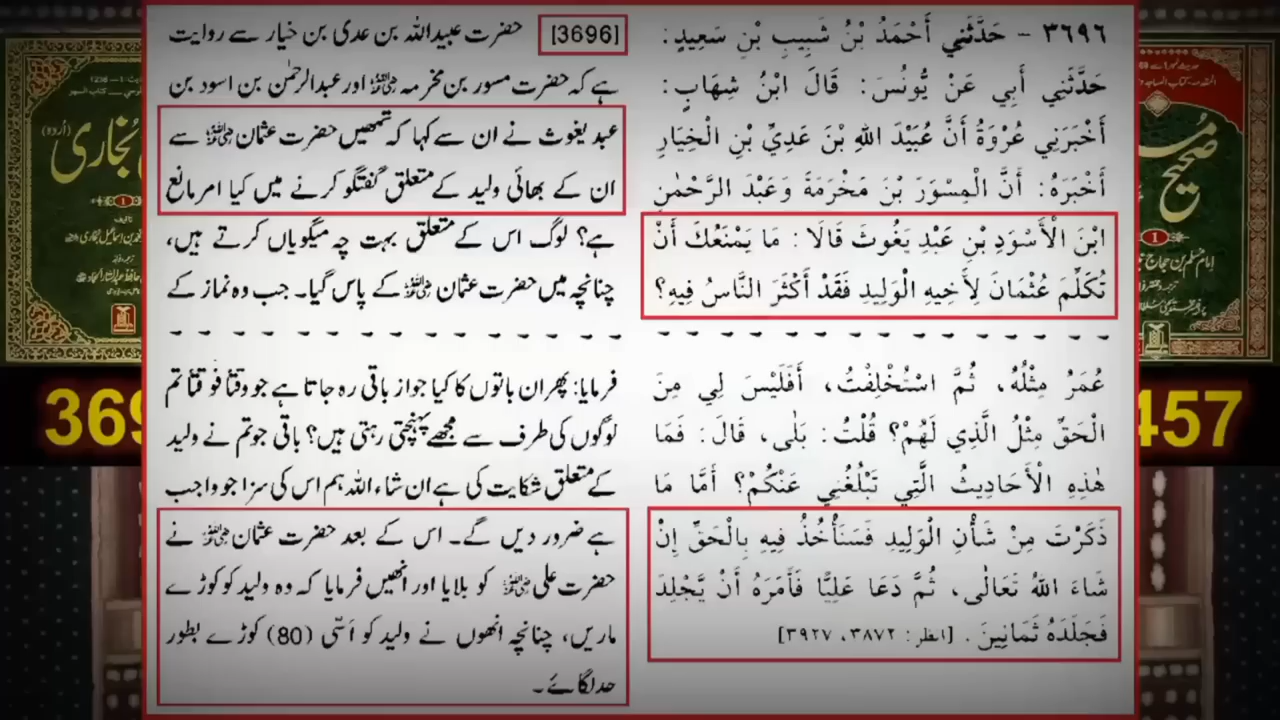 ۳۶۹٦ - حَدَّثَنِي أَحْمَدُ بْنُ شَبِيبِ بْنِ سَعِيدٍ:
حَدَّثَنِي أَبِي عَنْ يُّونُسَ: قَالَ ابْنُ شِهَابٍ:
أَخْبَرَنِي عُرْوَةُ أَنَّ عُبَيْدَ اللهِ بْنَ عَدِيِّ بْنِ الْخِيَارِ
أَخْبَرَهُ: أَنَّ الْمِسْوَرَ بْنَ مَخْرَمَةَ وَعَبْدَ الرَّحْمٰنِ
ابْنَ الْأَسْوَدِ بْنِ عَبْدِ يَغُوثَ قَالَا: مَا يَمْنَعُكَ أَنْ
تُكَلِّمَ عُثْمَانَ لِأَخِيهِ الْوَلِيدِ فَقَدْ أَكْثَرَ النَّاسُ فِيهِ؟
عُمَرُ مِثْلُهُ، ثُمَّ اسْتُخْلِفْتُ، أَفَلَيْسَ لِي مِنَ
الْحَقِّ مِثْلُ الَّذِي لَهُمْ؟ قُلْتُ: بَلٰى، قَالَ: فَمَا
هٰذِهِ الْأَحَادِيثُ الَّتِي تَبْلُغُنِي عَنْكُمْ؟ أَمَّا مَا
ذَكَرْتَ مِنْ شَأْنِ الْوَلِيدِ فَسَنَأْخُذُ فِيهِ بِالْحَقِّ إِنْ
شَاءَ اللهُ تَعَالٰى، ثُمَّ دَعَا عَلِيًّا فَأَمَرَهُ أَنْ يَّجْلِدَ
فَجَلَدَهُ ثَمَانِينَ. [انظر: ۳۸۷۲، ۳۹۲۷]
[3696] حضرت عبیداللہ بن عدی بن خیار سے روایت
ہے کہ حضرت مسور بن مخرمہ ؓ اور عبدالرحمٰن بن اسود بن
عبد یغوث نے ان سے کہا کہ تمھیں حضرت عثمان ؓ سے
ان کے بھائی ولید کے متعلق گفتگو کرنے میں کیا امر مانع
ہے؟ لوگ اس کے متعلق بہت چہ میگویاں کرتے ہیں،
چنانچہ میں حضرت عثمان ؓ کے پاس گیا۔ جب وہ نماز کے
فرمایا: پھر ان باتوں کا کیا جواز باقی رہ جاتا ہے جو وقتاً فوقتاً تم
لوگوں کی طرف سے مجھے پہنچتی رہتی ہیں؟ باقی جو تم نے ولید
کے متعلق شکایت کی ہے ان شاء اللہ ہم اس کی سزا جو واجب
ہے ضرور دیں گے۔ اس کے بعد حضرت عثمان ؓ نے
حضرت علی ؓ کو بلایا اور انھیں فرمایا کہ وہ ولید کو کوڑے
ماریں، چنانچہ انھوں نے ولید کو اَسّی (80) کوڑے بطور
حد لگائے۔
369
457
بخاری
(اُردُو)
صحیح